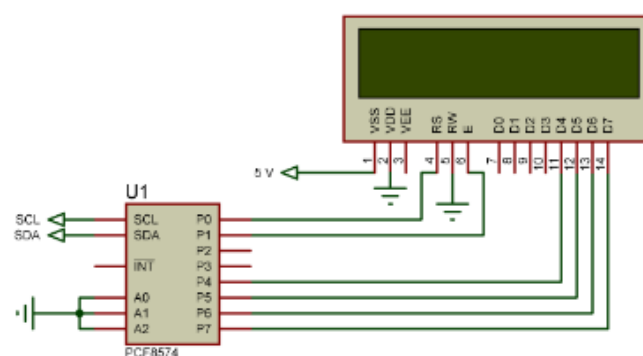 VSS VDD VEE RS RW E D0 D1 D2 D3 D4 D5 D6 D7
1 2 3 4 5 6 7 8 9 10 11 12 13 14
5 V
U1
SCL SCL P0
SDA SDA P1
P2
INT P3
P4
A0 P5
A1 P6
A2 P7
PCF8574